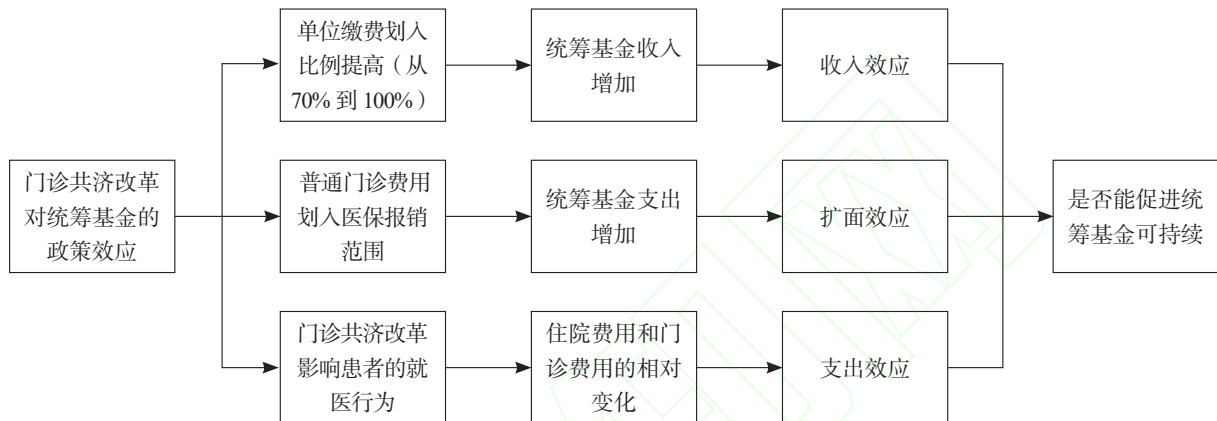 单位缴费划入
比例提高（从
70% 到 100%）
统筹基金收入
增加
收入效应
门诊共济改革
对统筹基金的
政策效应
普通门诊费用
划入医保报销
范围
统筹基金支出
增加
扩面效应
是否能促进统
筹基金可持续
门诊共济改革
影响患者的就
医行为
住院费用和门
诊费用的相对
变化
支出效应